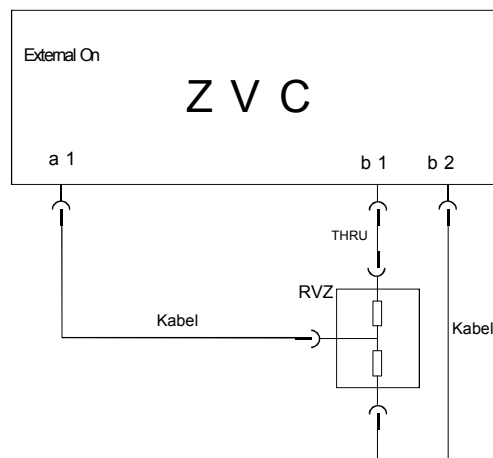 External On
Z V C
a 1
b 1
b 2
THRU
RVZ
Kabel
Kabel